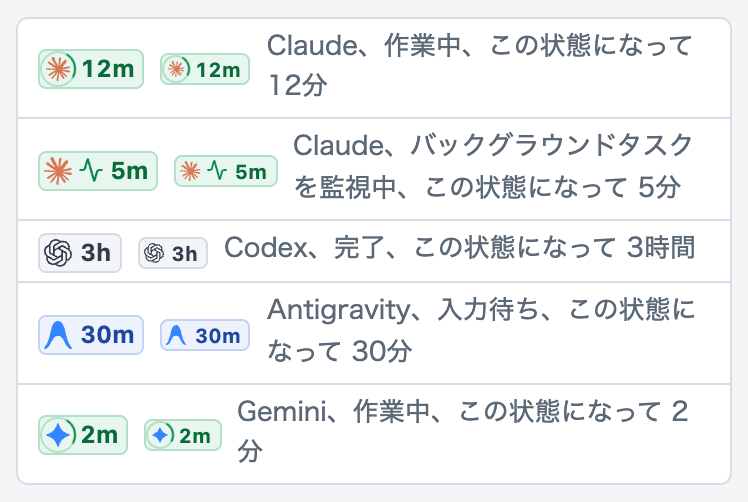 12m 12m Claude、作業中、この状態になって
12分
5m 5m Claude、バックグラウンドタスク
を監視中、この状態になって 5分
3h 3h Codex、完了、この状態になって 3時間
30m 30m Antigravity、入力待ち、この状態に
なって 30分
2m 2m Gemini、作業中、この状態になって 2
分